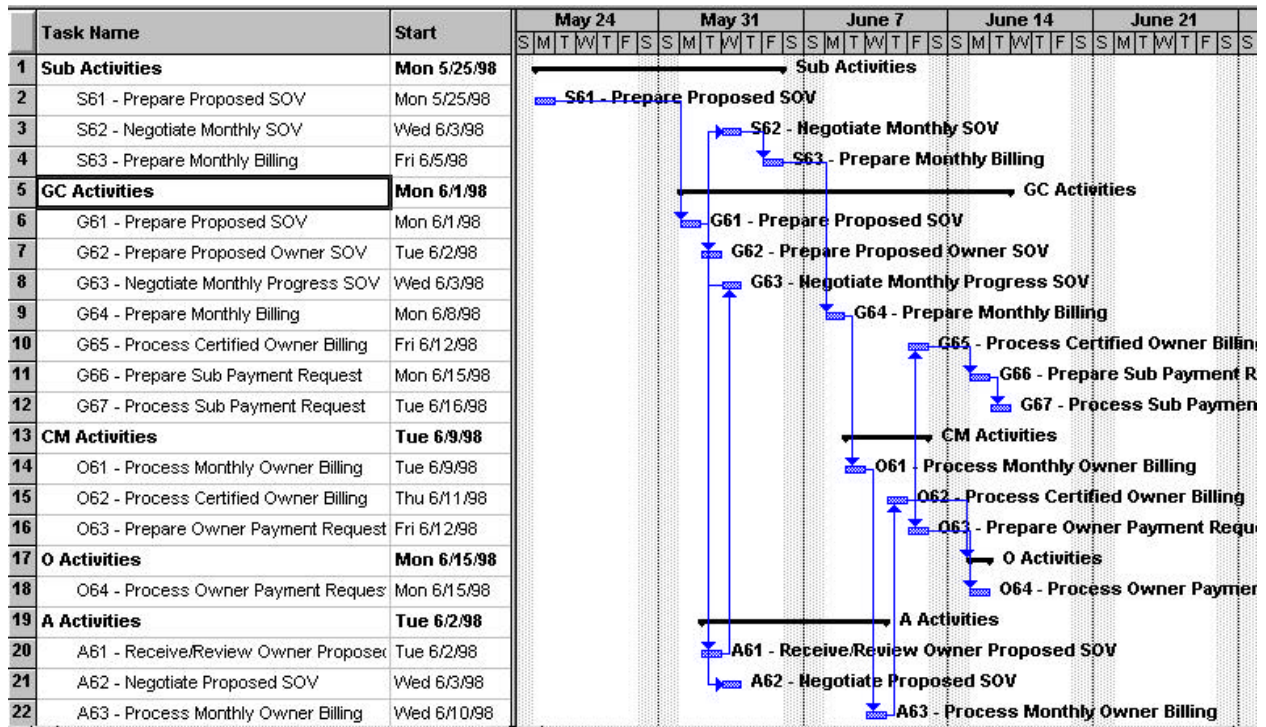 Task Name Start May 24 May 31 June 7 June 14 June 21
S M T W T F S S M T W T F S S M T W T F S S M T W T F S S M T W T F S S
1 Sub Activities Mon 5/25/98 Sub Activities
2 S61 - Prepare Proposed SOV Mon 5/25/98 S61 - Prepare Proposed SOV
3 S62 - Negotiate Monthly SOV Wed 6/3/98 S62 - Negotiate Monthly SOV
4 S63 - Prepare Monthly Billing Fri 6/5/98 S63 - Prepare Monthly Billing
5 GC Activities Mon 6/1/98 GC Activities
6 G61 - Prepare Proposed SOV Mon 6/1/98 G61 - Prepare Proposed SOV
7 G62 - Prepare Proposed Owner SOV Tue 6/2/98 G62 - Prepare Proposed Owner SOV
8 G63 - Negotiate Monthly Progress SOV Wed 6/3/98 G63 - Negotiate Monthly Progress SOV
9 G64 - Prepare Monthly Billing Mon 6/8/98 G64 - Prepare Monthly Billing
10 G65 - Process Certified Owner Billing Fri 6/12/98 G65 - Process Certified Owner Billing
11 G66 - Prepare Sub Payment Request Mon 6/15/98 G66 - Prepare Sub Payment R
12 G67 - Process Sub Payment Request Tue 6/16/98 G67 - Process Sub Paymen
13 CM Activities Tue 6/9/98 CM Activities
14 O61 - Process Monthly Owner Billing Tue 6/9/98 O61 - Process Monthly Owner Billing
15 O62 - Process Certified Owner Billing Thu 6/11/98 O62 - Process Certified Owner Billing
16 O63 - Prepare Owner Payment Request Fri 6/12/98 O63 - Prepare Owner Payment Requ
17 O Activities Mon 6/15/98 O Activities
18 O64 - Process Owner Payment Reques Mon 6/15/98 O64 - Process Owner Paymer
19 A Activities Tue 6/2/98 A Activities
20 A61 - Receive/Review Owner Proposec Tue 6/2/98 A61 - Receive/Review Owner Proposed SOV
21 A62 - Negotiate Proposed SOV Wed 6/3/98 A62 - Negotiate Proposed SOV
22 A63 - Process Monthly Owner Billing Wed 6/10/98 A63 - Process Monthly Owner Billing